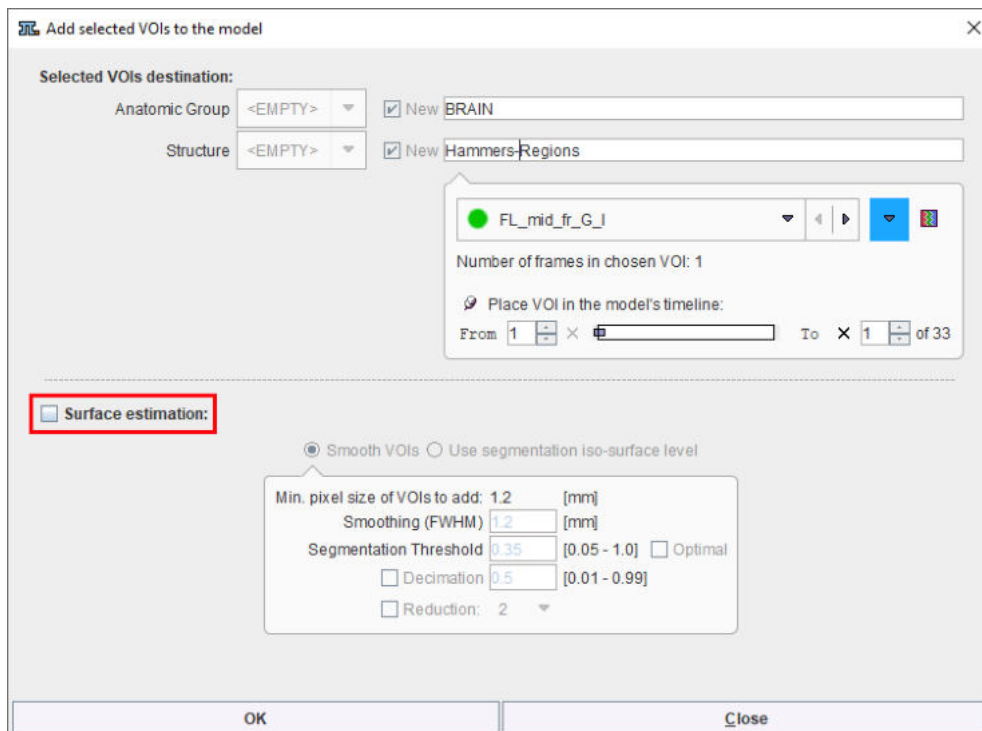 Add selected VOIs to the model
Selected VOIs destination:
Anatomic Group <EMPTY> New BRAIN
Structure <EMPTY> New Hammers-Regions
FL_mid_fr_G_l
Number of frames in chosen VOI: 1
Place VOI in the model's timeline:
From 1 To 1 of 33
Surface estimation:
Smooth VOIs Use segmentation iso-surface level
Min. pixel size of VOIs to add: 1.2 [mm]
Smoothing (FWHM) 1.2 [mm]
Segmentation Threshold 0.35 [0.05 - 1.0] Optimal
Decimation 0.5 [0.01 - 0.99]
Reduction: 2
OK Close